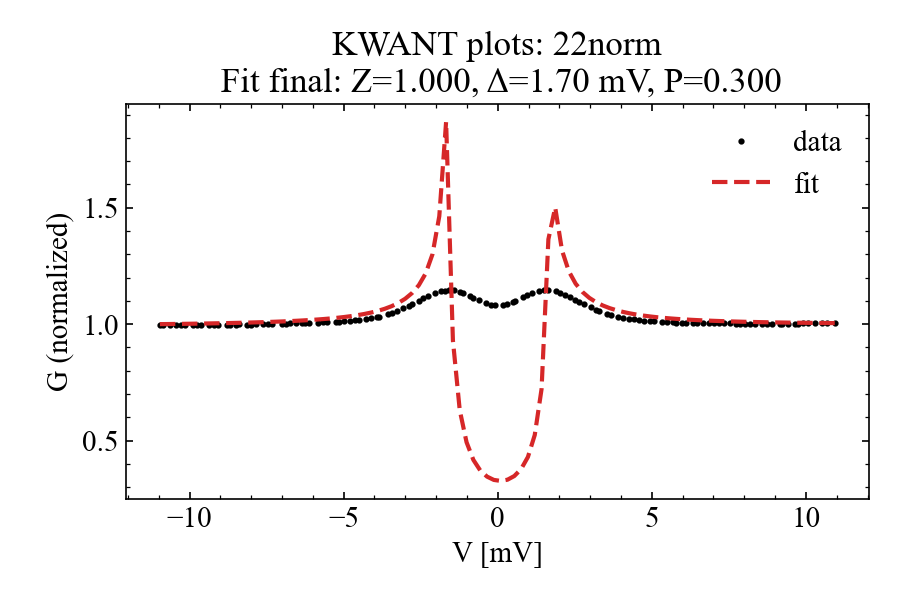 KWANT plots: 22norm
Fit final: Z=1.000, Δ=1.70 mV, P=0.300
G (normalized)
1.5
1.0
0.5
data
fit
−10
−5
0
5
10
V [mV]